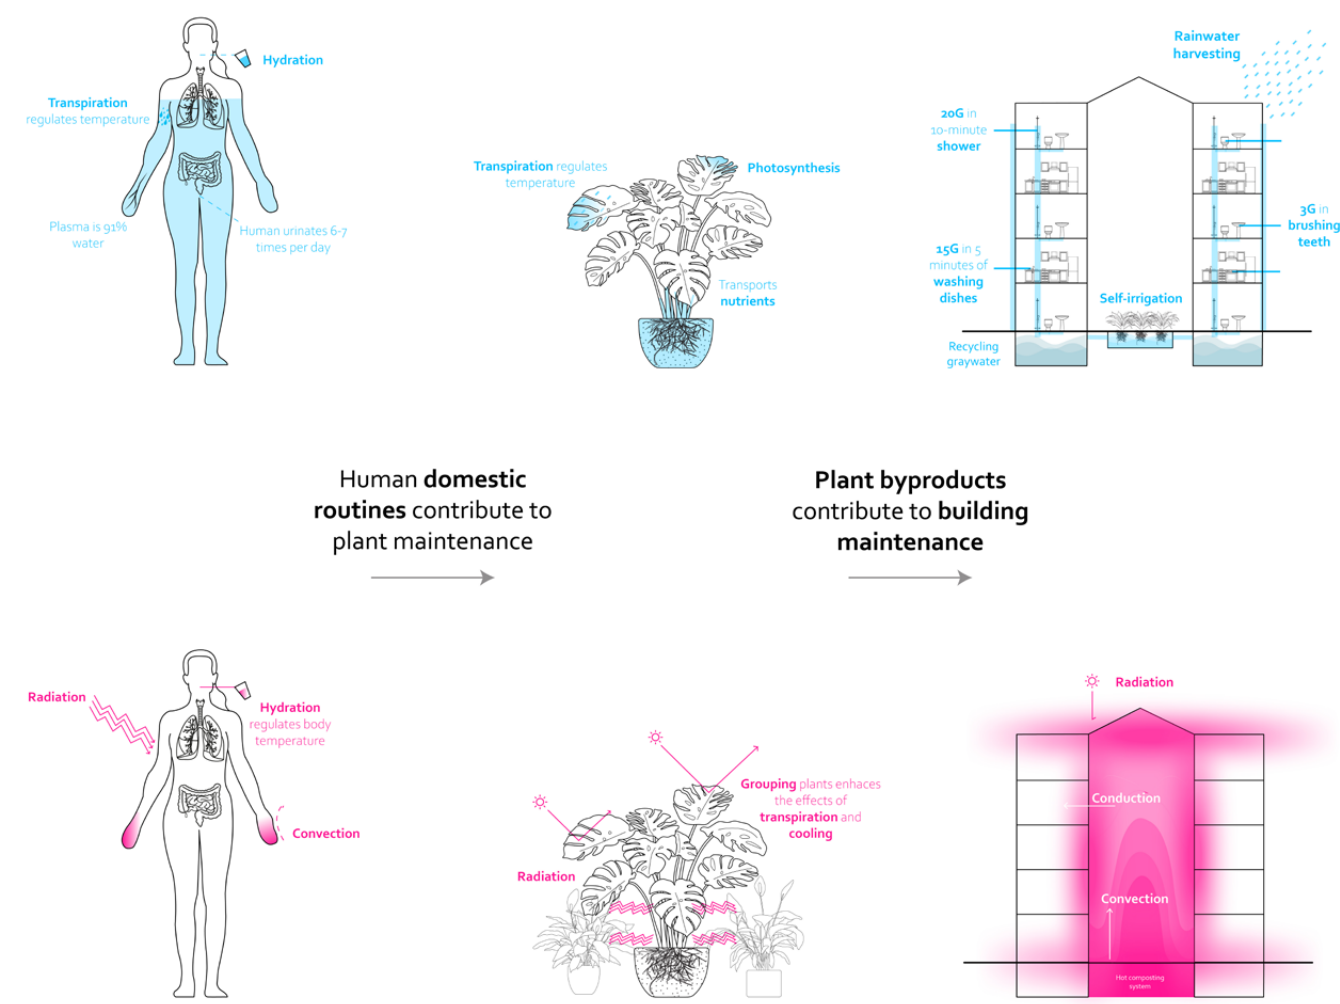 Hydration
Transpiration
regulates temperature
Plasma is 91%
water
Human urinates 6-7
times per day
Transpiration regulates
temperature
Photosynthesis
Transports
nutrients
Rainwater
harvesting
20G in
10-minute
shower
3G in
brushing
teeth
15G in 5
minutes of
washing
dishes
Self-irrigation
Recycling
graywater
Human domestic
routines contribute to
plant maintenance
Plant byproducts
contribute to building
maintenance
Radiation
Hydration
regulates body
temperature
Convection
Grouping plants enhaces
the effects of
transpiration and
cooling
Radiation
Radiation
Conduction
Convection
Hot composting
system